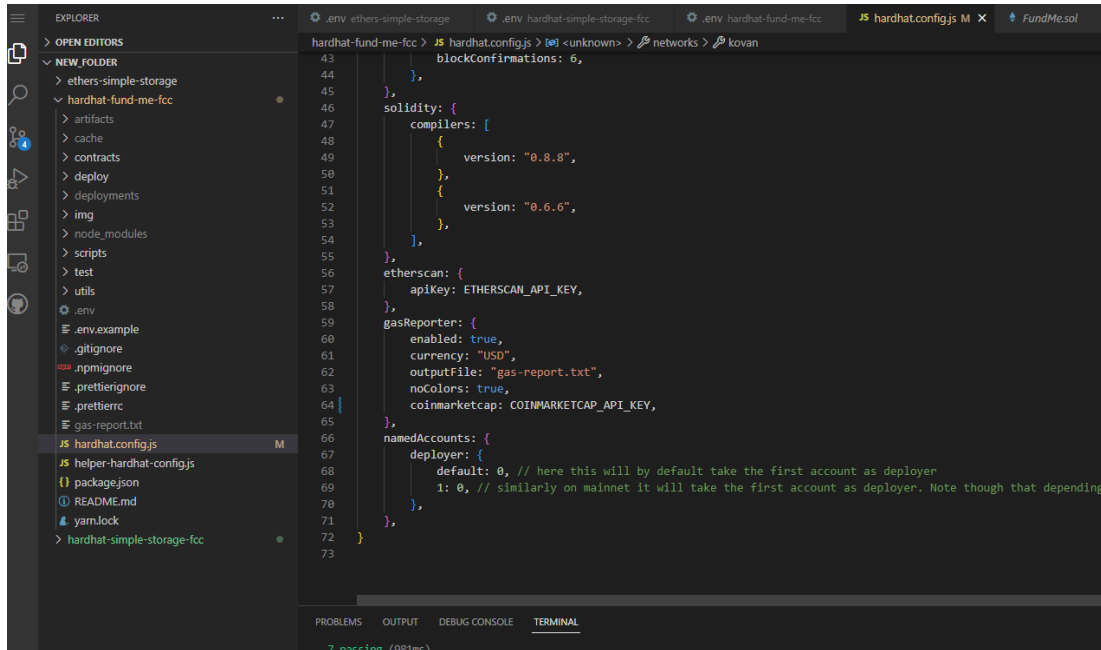 EXPLORER
OPEN EDITORS
NEW_FOLDER
ethers-simple-storage
hardhat-fund-me-fcc
artifacts
cache
contracts
deploy
deployments
img
node_modules
scripts
test
utils
.env
.env.example
.gitignore
.npmignore
.prettierignore
.prettierrc
gas-report.txt
JS hardhat.config.js M
JS helper-hardhat-config.js
{} package.json
README.md
yarn.lock
hardhat-simple-storage-fcc
4
.env ethers-simple-storage .env hardhat-simple-storage-fcc .env hardhat-fund-me-fcc JS hardhat.config.js M FundMe.sol
hardhat-fund-me-fcc > JS hardhat.config.js > <unknown> > networks > kovan
43 blockConfirmations: 6,
44 },
45 },
46 solidity: {
47 compilers: [
48 {
49 version: "0.8.8",
50 },
51 {
52 version: "0.6.6",
53 },
54 ],
55 },
56 etherscan: {
57 apiKey: ETHERSCAN_API_KEY,
58 },
59 gasReporter: {
60 enabled: true,
61 currency: "USD",
62 outputFile: "gas-report.txt",
63 noColors: true,
64 coinmarketcap: COINMARKETCAP_API_KEY,
65 },
66 namedAccounts: {
67 deployer: {
68 default: 0, // here this will by default take the first account as deployer
69 1: 0, // similarly on mainnet it will take the first account as deployer. Note though that depending
70 },
71 },
72 }
73
PROBLEMS OUTPUT DEBUG CONSOLE TERMINAL
7 passing (981ms)